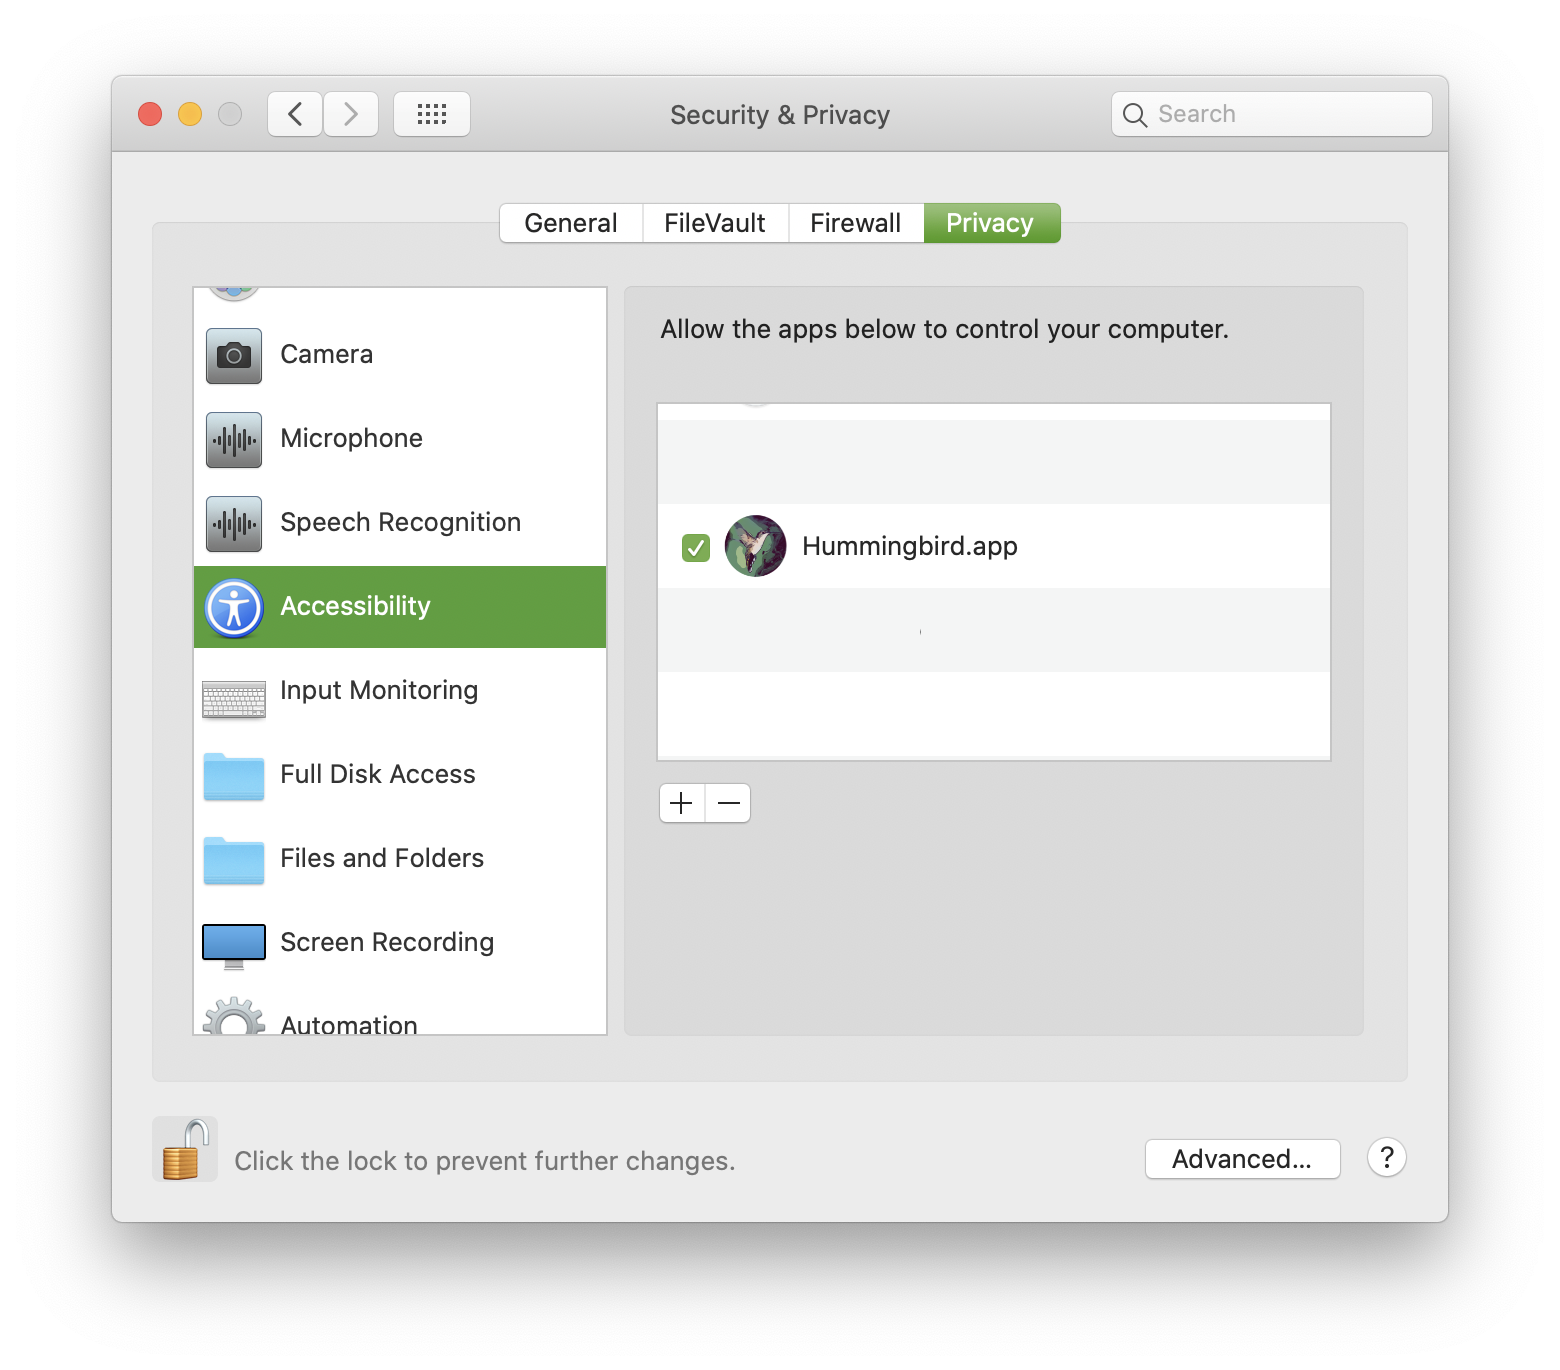 Security & Privacy
Search
General
FileVault
Firewall
Privacy
Camera
Microphone
Speech Recognition
Accessibility
Input Monitoring
Full Disk Access
Files and Folders
Screen Recording
Automation
Allow the apps below to control your computer.
Hummingbird.app
Click the lock to prevent further changes.
Advanced...
?